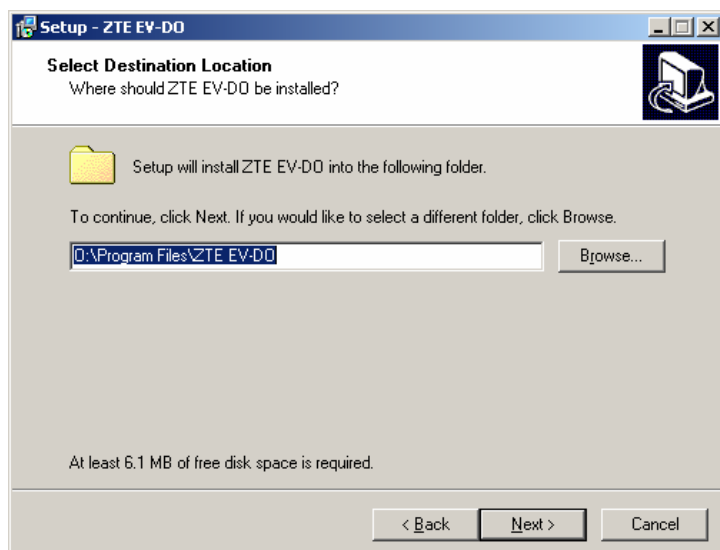 Setup - ZTE EV-DO
Select Destination Location
Where should ZTE EV-DO be installed?
Setup will install ZTE EV-DO into the following folder.
To continue, click Next. If you would like to select a different folder, click Browse.
O:\Program Files\ZTE EV-DO
Browse...
At least 6.1 MB of free disk space is required.
< Back
Next >
Cancel